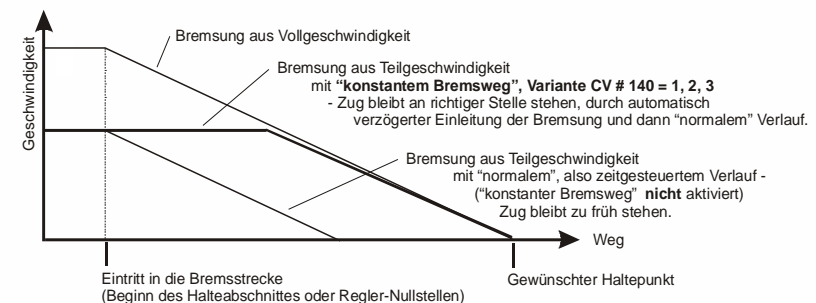 Geschwindigkeit
Bremsung aus Vollgeschwindigkeit
Bremsung aus Teilgeschwindigkeit
mit “konstantem Bremsweg”, Variante CV # 140 = 1, 2, 3
- Zug bleibt an richtiger Stelle stehen, durch automatisch
verzögerter Einleitung der Bremsung und dann “normalem” Verlauf.
Bremsung aus Teilgeschwindigkeit
mit “normalem”, also zeitgesteuertem Verlauf -
(“konstanter Bremsweg” nicht aktiviert)
Zug bleibt zu früh stehen.
Weg
Eintritt in die Bremsstrecke
(Beginn des Halteabschnittes oder Regler-Nullstellen)
Gewünschter Haltepunkt